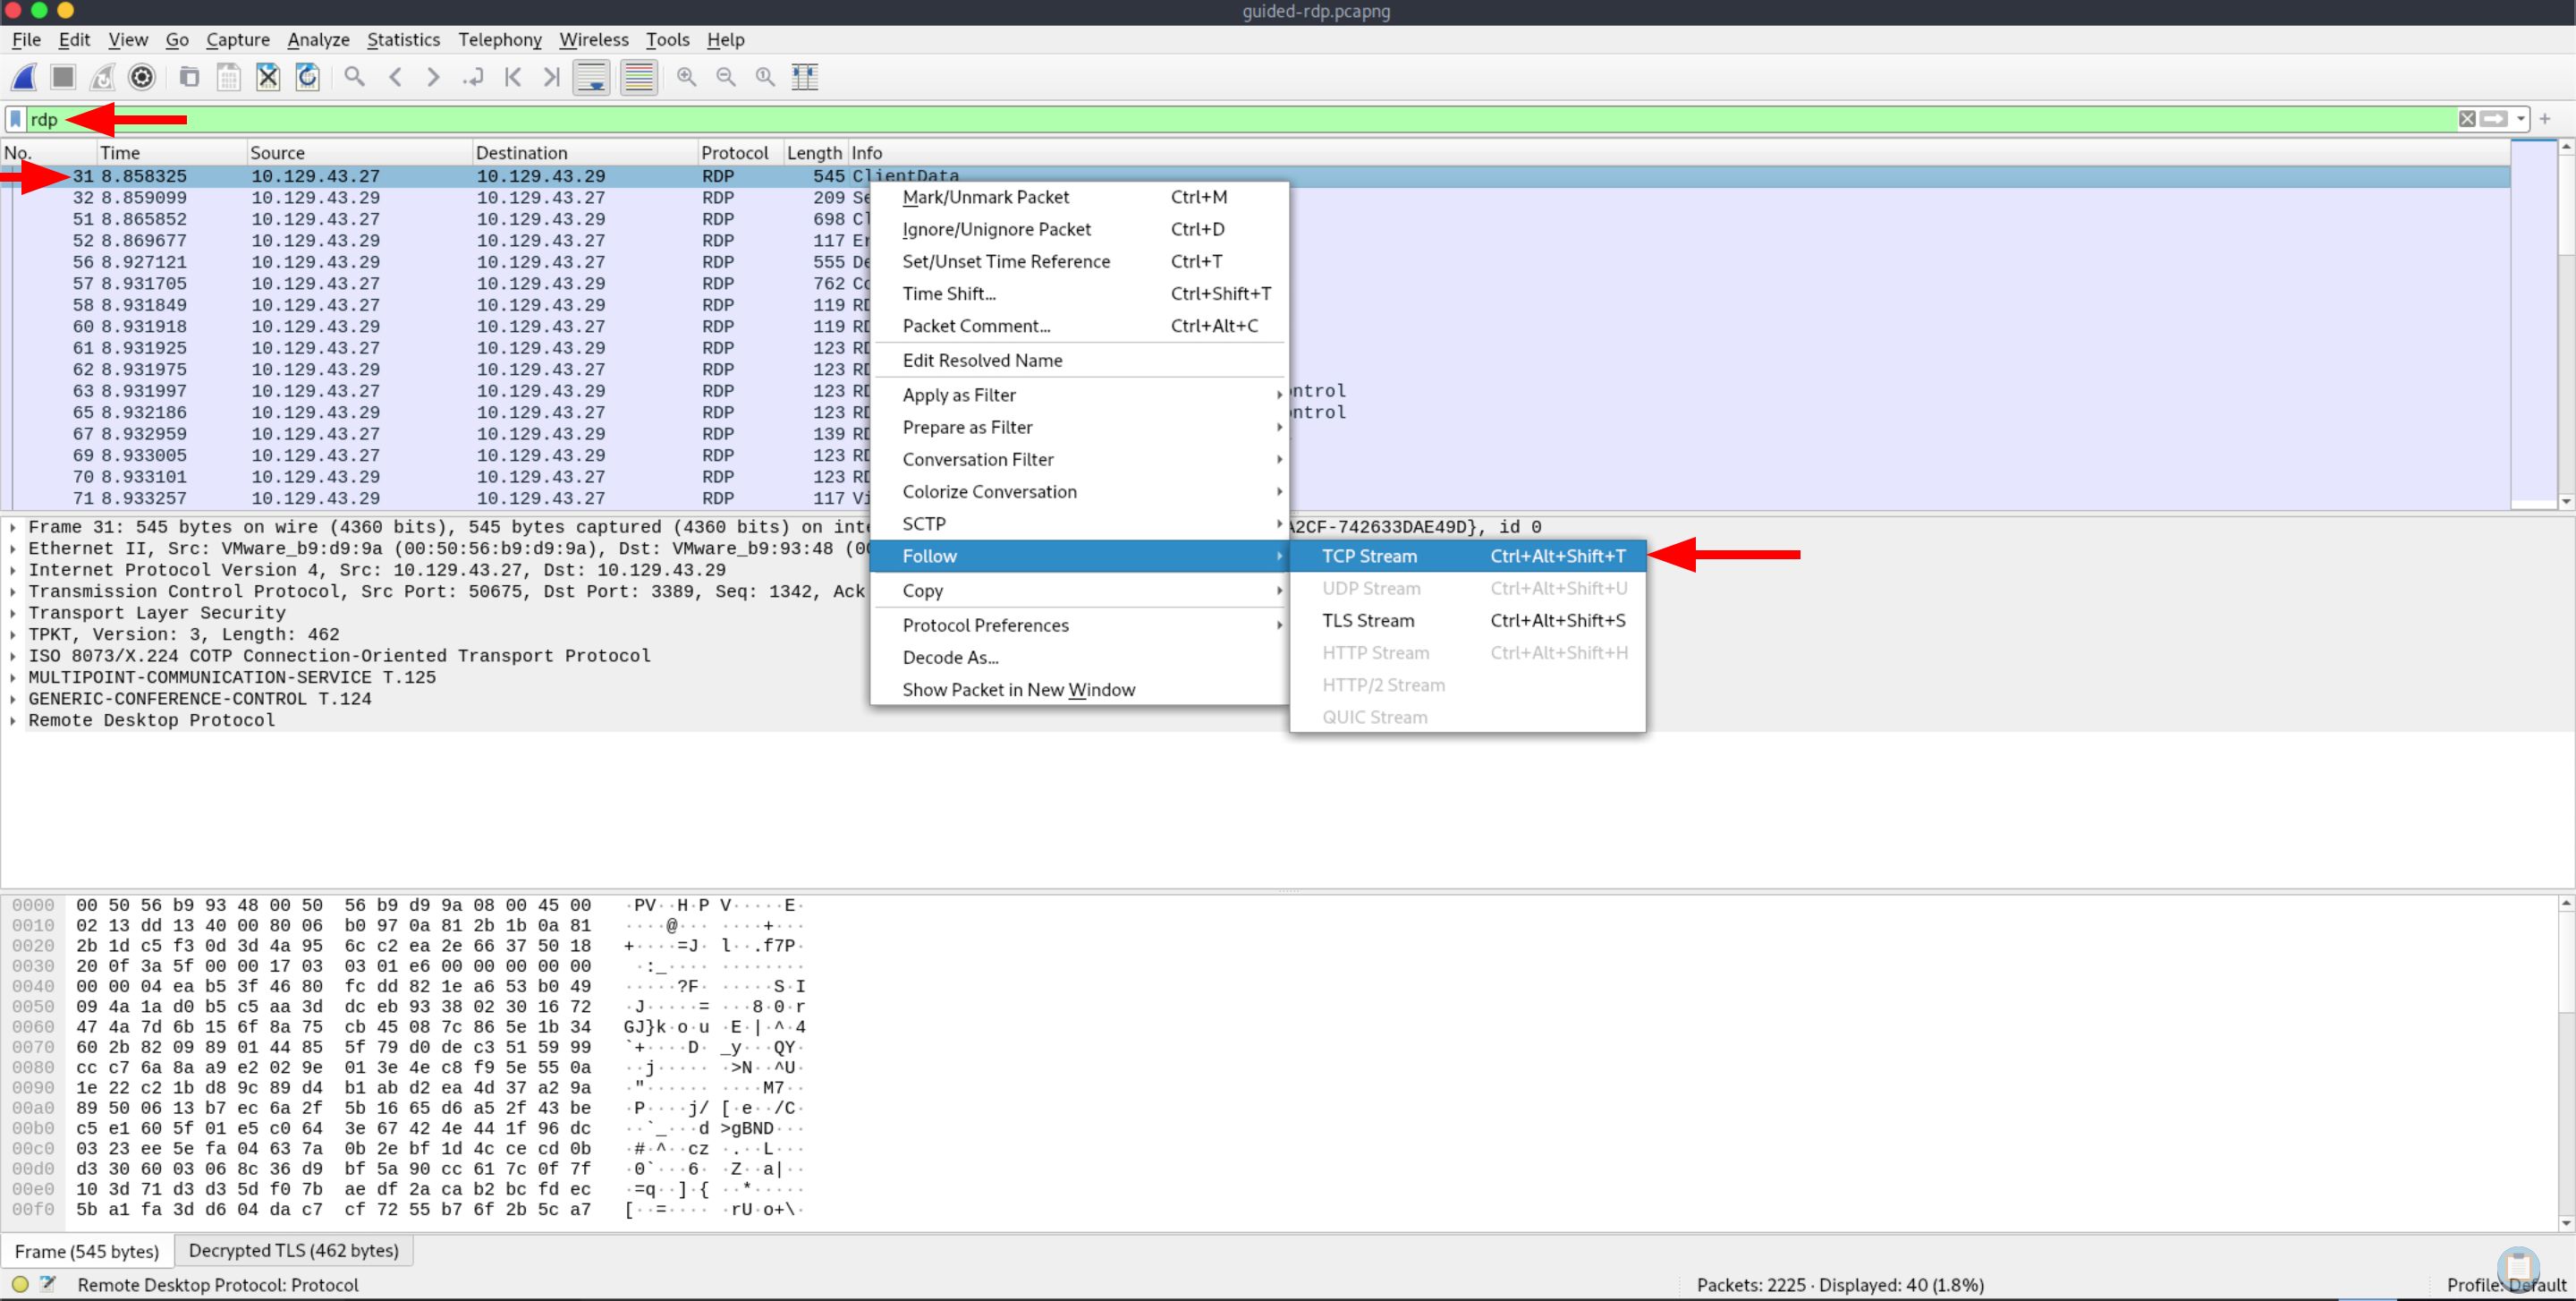 guided-rdp.pcapng
File Edit View Go Capture Analyze Statistics Telephony Wireless Tools Help
rdp
No. Time Source Destination Protocol Length Info
31 8.858325 10.129.43.27 10.129.43.29 RDP 545 ClientData
32 8.859099 10.129.43.29 10.129.43.27 RDP 209 Se
51 8.865852 10.129.43.27 10.129.43.29 RDP 698 Cl
52 8.869677 10.129.43.29 10.129.43.27 RDP 117 Er
56 8.927121 10.129.43.29 10.129.43.27 RDP 555 De
57 8.931705 10.129.43.27 10.129.43.29 RDP 762 Co
58 8.931849 10.129.43.29 10.129.43.27 RDP 119 RD
60 8.931918 10.129.43.29 10.129.43.27 RDP 119 RD
61 8.931925 10.129.43.27 10.129.43.29 RDP 123 RD
62 8.931975 10.129.43.29 10.129.43.27 RDP 123 RD
63 8.931997 10.129.43.27 10.129.43.29 RDP 123 RD ntrol
65 8.932186 10.129.43.29 10.129.43.27 RDP 123 RD ntrol
67 8.932959 10.129.43.27 10.129.43.29 RDP 139 RD
69 8.933005 10.129.43.27 10.129.43.29 RDP 123 RD
70 8.933101 10.129.43.29 10.129.43.27 RDP 123 RD
71 8.933257 10.129.43.29 10.129.43.27 RDP 117 Vi
Mark/Unmark Packet Ctrl+M
Ignore/Unignore Packet Ctrl+D
Set/Unset Time Reference Ctrl+T
Time Shift... Ctrl+Shift+T
Packet Comment... Ctrl+Alt+C
Edit Resolved Name
Apply as Filter
Prepare as Filter
Conversation Filter
Colorize Conversation
SCTP
Follow
Copy
Protocol Preferences
Decode As...
Show Packet in New Window
TCP Stream Ctrl+Alt+Shift+T
UDP Stream Ctrl+Alt+Shift+U
TLS Stream Ctrl+Alt+Shift+S
HTTP Stream Ctrl+Alt+Shift+H
HTTP/2 Stream
QUIC Stream
Frame 31: 545 bytes on wire (4360 bits), 545 bytes captured (4360 bits) on inte A2CF-742633DAE49D}, id 0
Ethernet II, Src: VMware_b9:d9:9a (00:50:56:b9:d9:9a), Dst: VMware_b9:93:48 (00
Internet Protocol Version 4, Src: 10.129.43.27, Dst: 10.129.43.29
Transmission Control Protocol, Src Port: 50675, Dst Port: 3389, Seq: 1342, Ack
Transport Layer Security
TPKT, Version: 3, Length: 462
ISO 8073/X.224 COTP Connection-Oriented Transport Protocol
MULTIPOINT-COMMUNICATION-SERVICE T.125
GENERIC-CONFERENCE-CONTROL T.124
Remote Desktop Protocol
0000 00 50 56 b9 93 48 00 50 56 b9 d9 9a 08 00 45 00 ·PV··H·P V·····E·
0010 02 13 dd 13 40 00 80 06 b0 97 0a 81 2b 1b 0a 81 ····@··· ····+···
0020 2b 1d c5 f3 0d 3d 4a 95 6c c2 ea 2e 66 37 50 18 +····=J· l··.f7P·
0030 20 0f 3a 5f 00 00 17 03 03 01 e6 00 00 00 00 00 ·:_···· ········
0040 00 00 04 ea b5 3f 46 80 fc dd 82 1e a6 53 b0 49 ·····?F· ·····S·I
0050 09 4a 1a d0 b5 c5 aa 3d dc eb 93 38 02 30 16 72 ·J·····= ···8·0·r
0060 47 4a 7d 6b 15 6f 8a 75 cb 45 08 7c 86 5e 1b 34 GJ}k·o·u ·E·|·^·4
0070 60 2b 82 09 89 01 44 85 5f 79 d0 de c3 51 59 99 `+····D· _y···QY·
0080 cc c7 6a 8a a9 e2 02 9e 01 3e 4e c8 f9 5e 55 0a ··j····· ·>N··^U·
0090 1e 22 c2 1b d8 9c 89 d4 b1 ab d2 ea 4d 37 a2 9a ·"······ ····M7··
00a0 89 50 06 13 b7 ec 6a 2f 5b 16 65 d6 a5 2f 43 be ·P····j/ [·e··/C·
00b0 c5 e1 60 5f 01 e5 c0 64 3e 67 42 4e 44 1f 96 dc ··`_···d >gBND···
00c0 03 23 ee 5e fa 04 63 7a 0b 2e bf 1d 4c ce cd 0b ·#·^··cz ·.··L···
00d0 d3 30 60 03 06 8c 36 d9 bf 5a 90 cc 61 7c 0f 7f ·0`···6· ·Z··a|··
00e0 10 3d 71 d3 d3 5d f0 7b ae df 2a ca b2 bc fd ec ·=q··]·{ ··*·····
00f0 5b a1 fa 3d d6 04 da c7 cf 72 55 b7 6f 2b 5c a7 [··=···· ·rU·o+\·
Frame (545 bytes) Decrypted TLS (462 bytes)
Remote Desktop Protocol: Protocol Packets: 2225 · Displayed: 40 (1.8%) Profile: Default